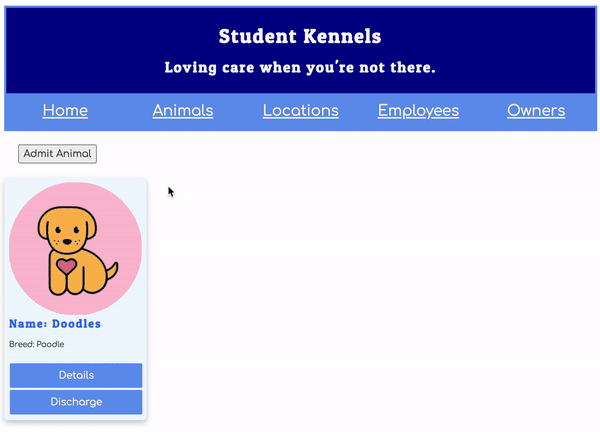 Student Kennels
Loving care when you're not there.
Home Animals Locations Employees Owners
Admit Animal
Name: Doodles
Breed: Poodle
Details
Discharge